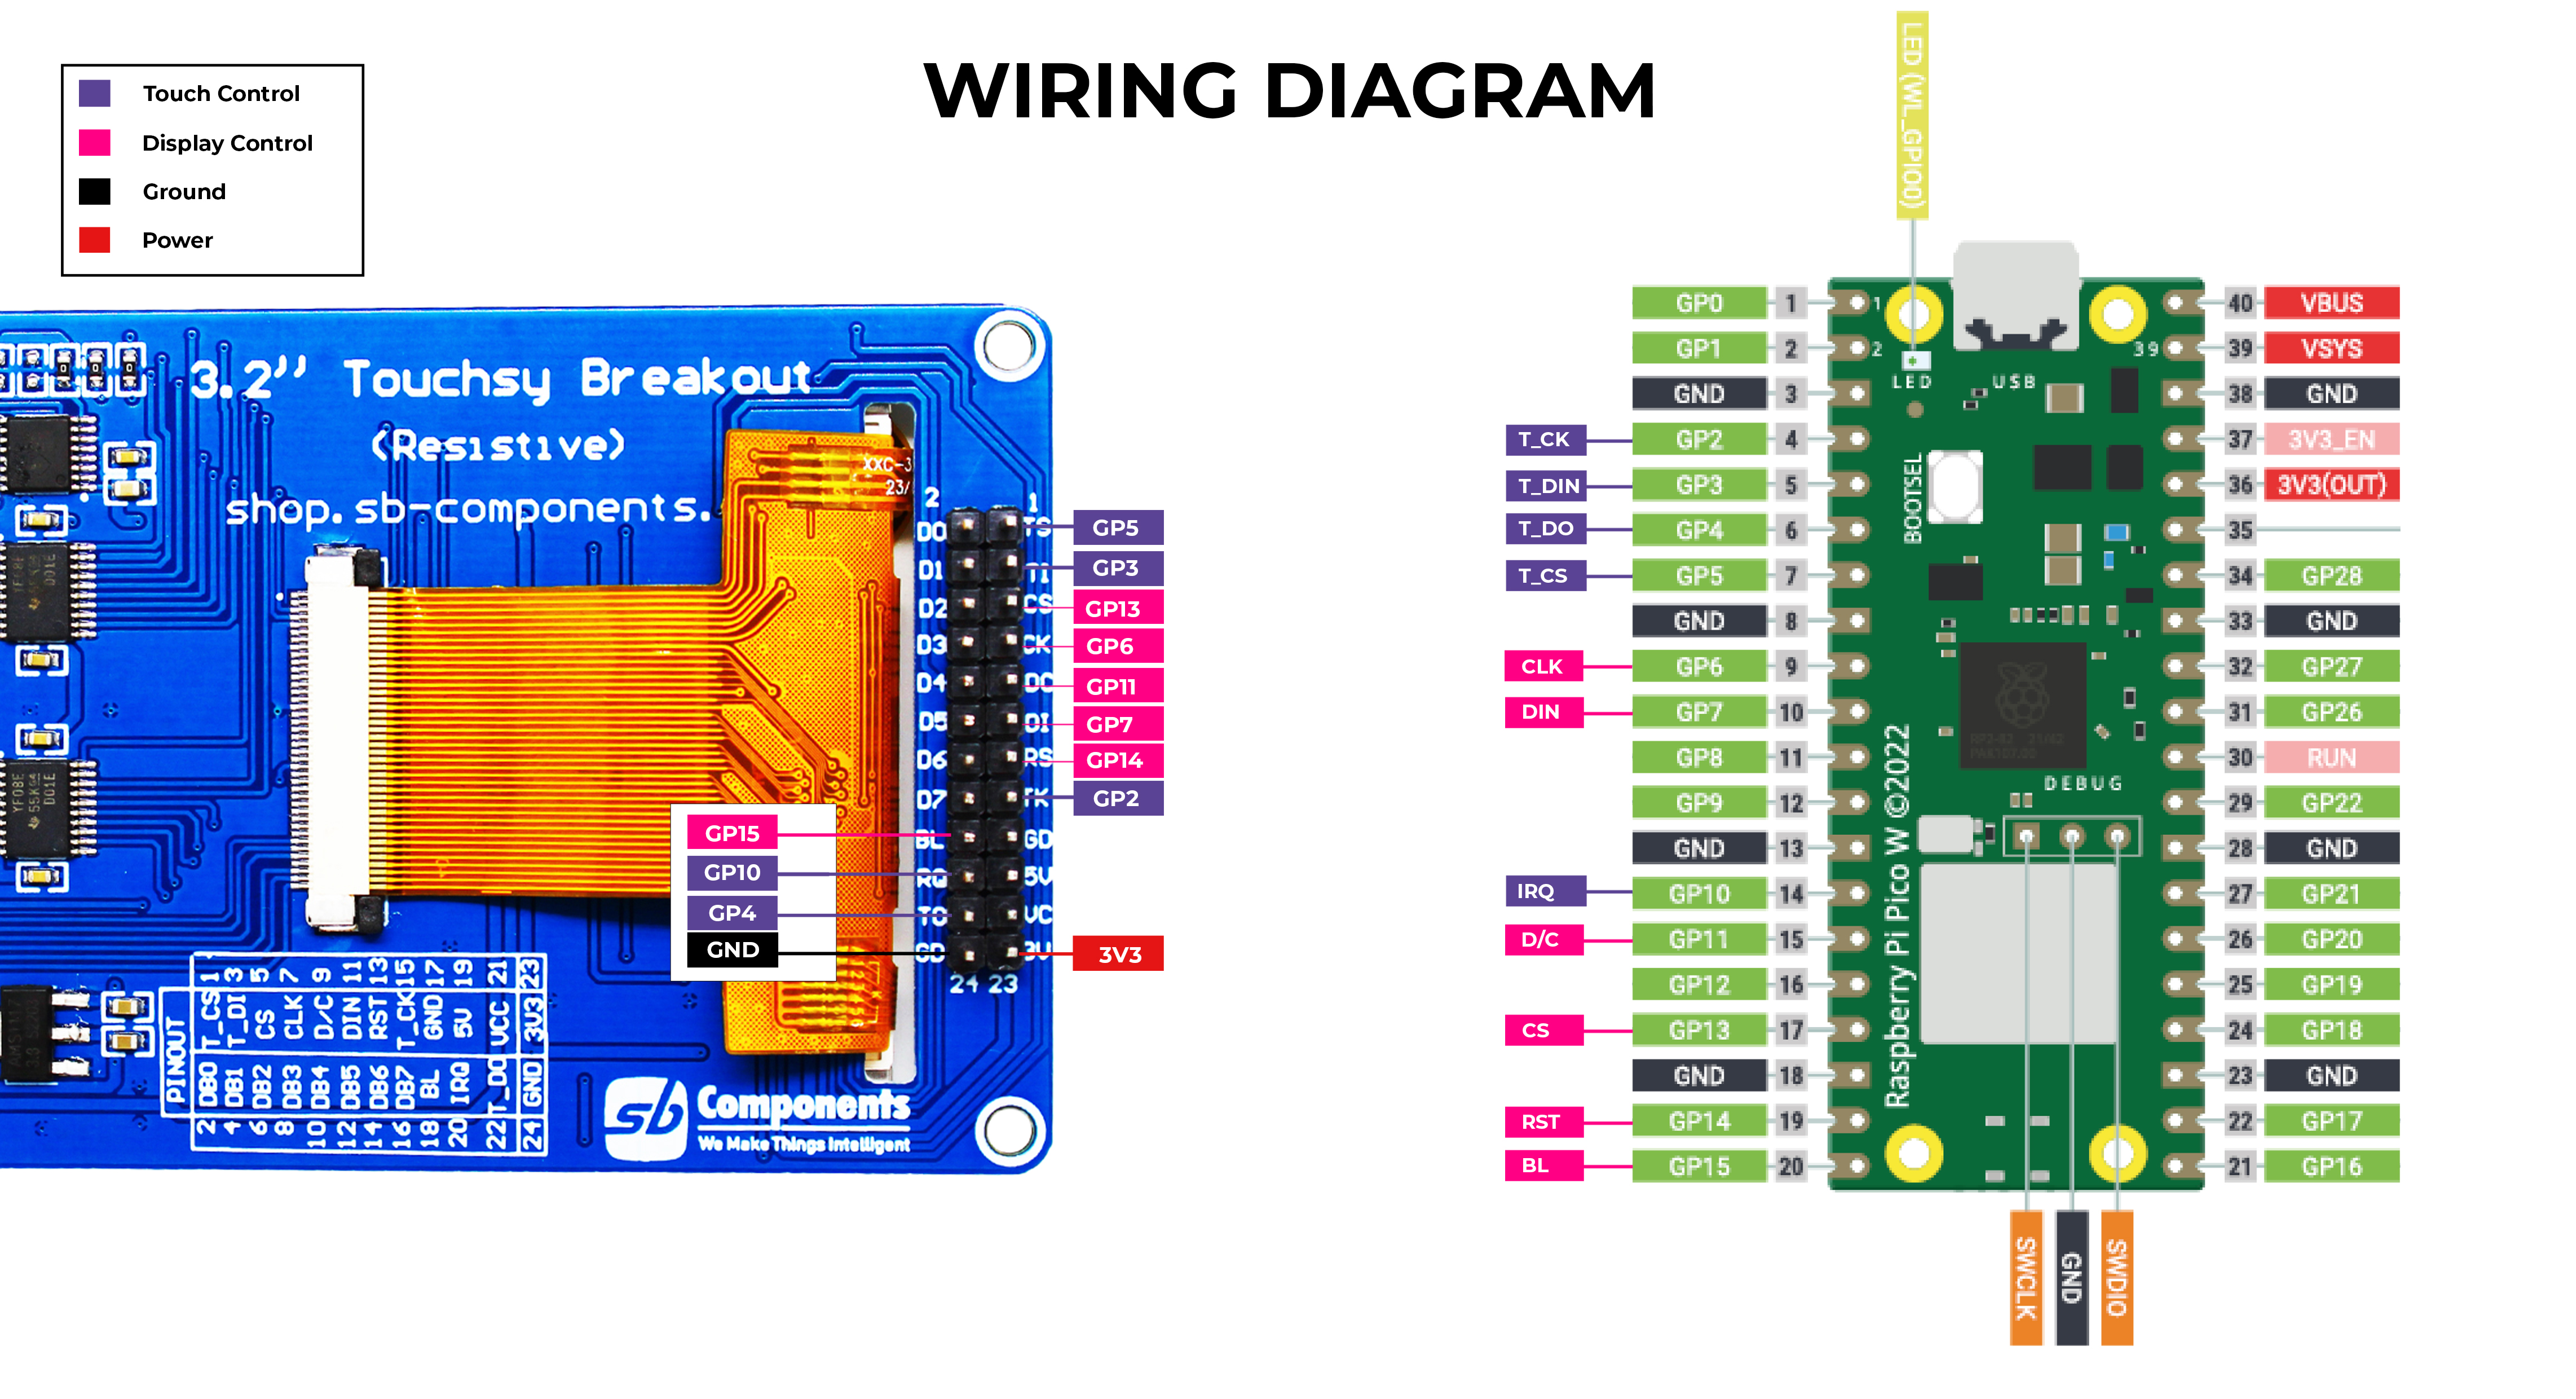 WIRING DIAGRAM
Touch Control
Display Control
Ground
Power
3.2" Touchsy Breakout
(Resistive)
shop.sb-components.
XXC-3
23/
2 1
D0 TS GP5
D1 GP3
D2 CS GP13
D3 CK GP6
D4 DC GP11
D5 DI GP7
D6 RS GP14
D7 TK GP2
GP15 BL GD
GP10 RQ 5V
GP4 VC
GND GD 3V 3V3
24 23
PINOUT
2 DB0 T_CS 1
4 DB1 T_DI 3
6 DB2 CS 5
8 DB3 CLK 7
10 DB4 D/C 9
12 DB5 DIN 11
14 DB6 RST 13
16 DB7 T_CK 15
18 BL GND 17
20 IRQ 5V 19
22 T_DO VCC 21
24 GND 3V3 23
sb Components
We Make Things Intelligent
LED (WL_GPIO0)
GP0 1
GP1 2
GND 3
T_CK GP2 4
T_DIN GP3 5
T_DO GP4 6
T_CS GP5 7
GND 8
CLK GP6 9
DIN GP7 10
GP8 11
GP9 12
GND 13
IRQ GP10 14
D/C GP11 15
GP12 16
CS GP13 17
GND 18
RST GP14 19
BL GP15 20
1
2
39
LED
USB
BOOTSEL
DEBUG
Raspberry Pi Pico W ©2022
40 VBUS
39 VSYS
38 GND
37 3V3_EN
36 3V3(OUT)
35
34 GP28
33 GND
32 GP27
31 GP26
30 RUN
29 GP22
28 GND
27 GP21
26 GP20
25 GP19
24 GP18
23 GND
22 GP17
21 GP16
SWCLK
GND
SWDIO